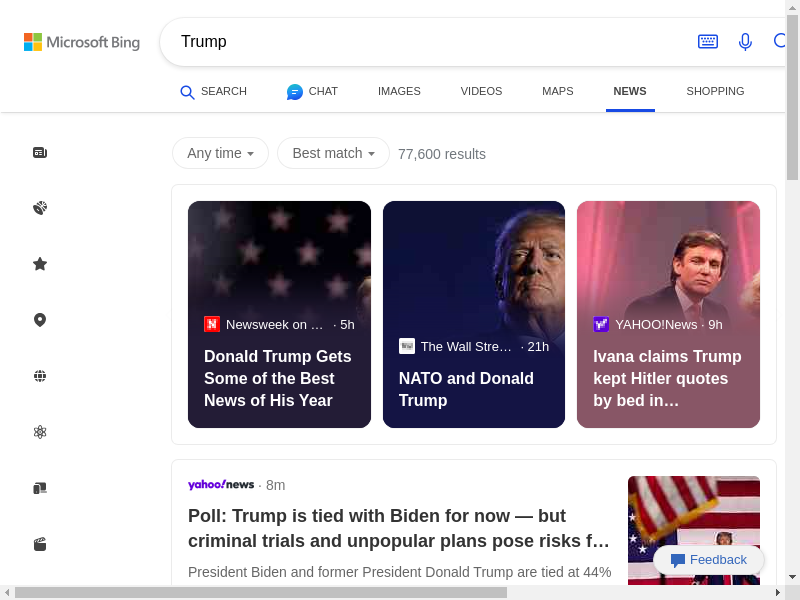 Microsoft Bing
Trump
SEARCH
CHAT
IMAGES
VIDEOS
MAPS
NEWS
SHOPPING
Any time
Best match
77,600 results
Newsweek on ... · 5h
Donald Trump Gets
Some of the Best
News of His Year
The Wall Stre... · 21h
NATO and Donald
Trump
YAHOO!News · 9h
Ivana claims Trump
kept Hitler quotes
by bed in...
yahoo!news · 8m
Poll: Trump is tied with Biden for now — but
criminal trials and unpopular plans pose risks f...
President Biden and former President Donald Trump are tied at 44%
Feedback